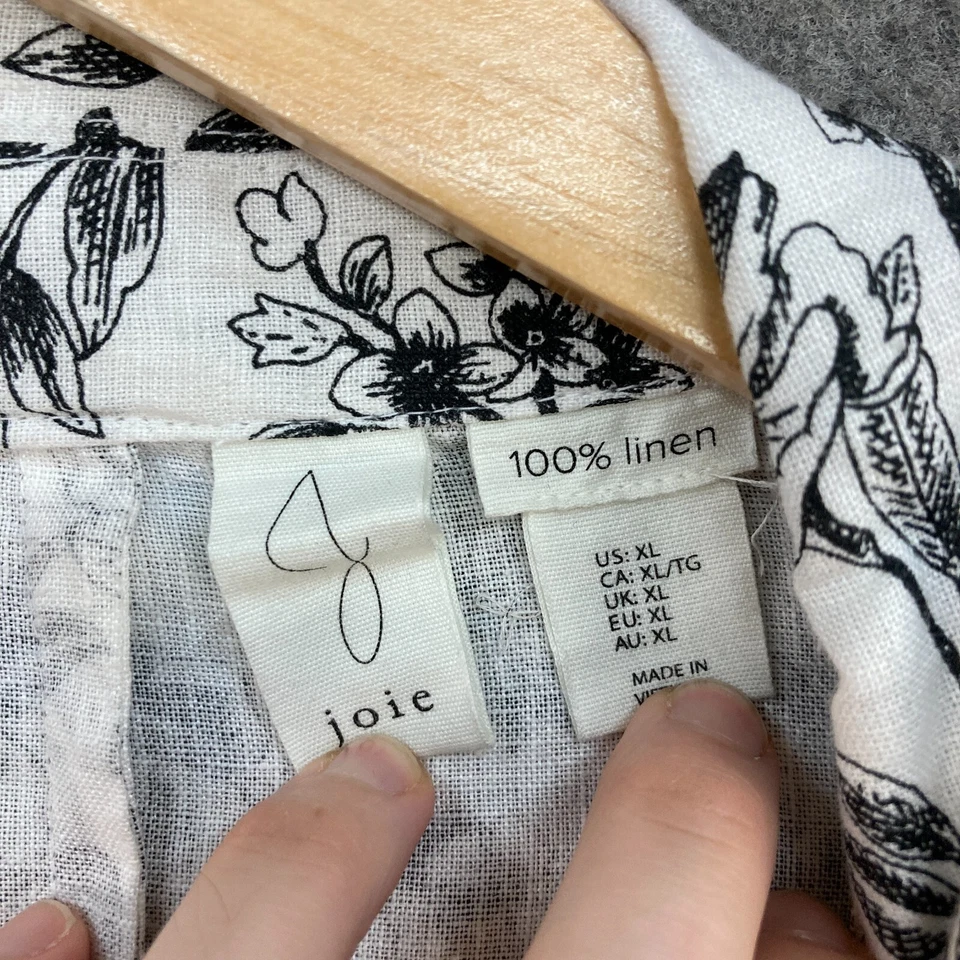 joie
100% linen
US: XL
CA: XL/TG
UK: XL
EU: XL
AU: XL
MADE IN